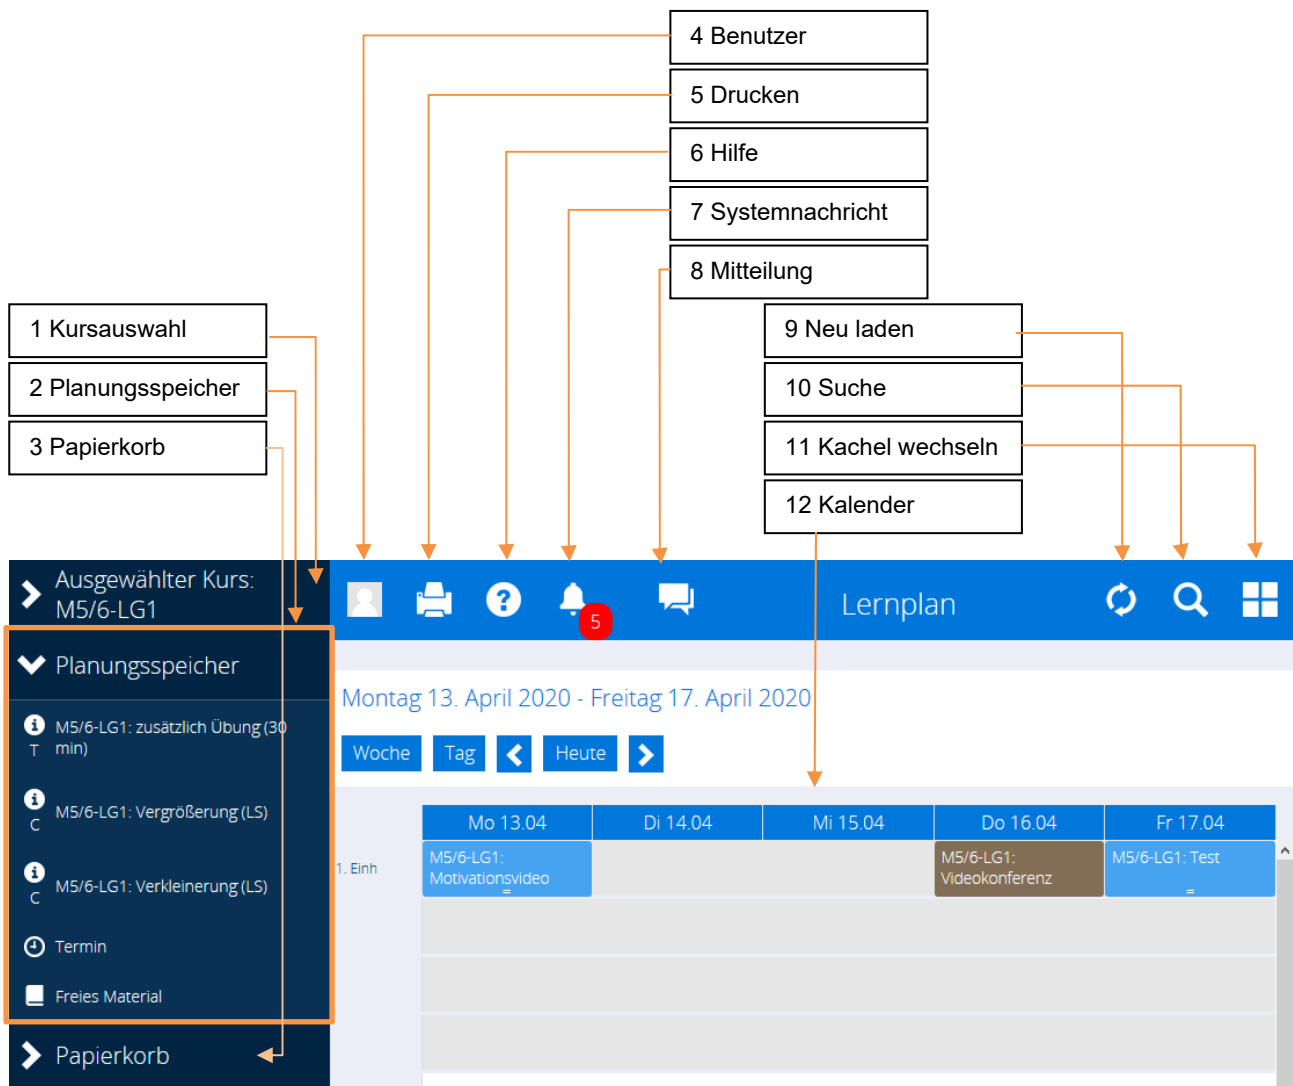 4 Benutzer
5 Drucken
6 Hilfe
7 Systemnachricht
8 Mitteilung
1 Kursauswahl
2 Planungsspeicher
3 Papierkorb
9 Neu laden
10 Suche
11 Kachel wechseln
12 Kalender
Ausgewählter Kurs:
M5/6-LG1
5
Lernplan
Planungsspeicher
M5/6-LG1: zusätzlich Übung (30
T min)
C M5/6-LG1: Vergrößerung (LS)
C M5/6-LG1: Verkleinerung (LS)
Termin
Freies Material
Papierkorb
Montag 13. April 2020 - Freitag 17. April 2020
Woche Tag Heute
Mo 13.04 Di 14.04 Mi 15.04 Do 16.04 Fr 17.04
1. Einh
M5/6-LG1:
Motivationsvideo
M5/6-LG1:
Videokonferenz
M5/6-LG1: Test